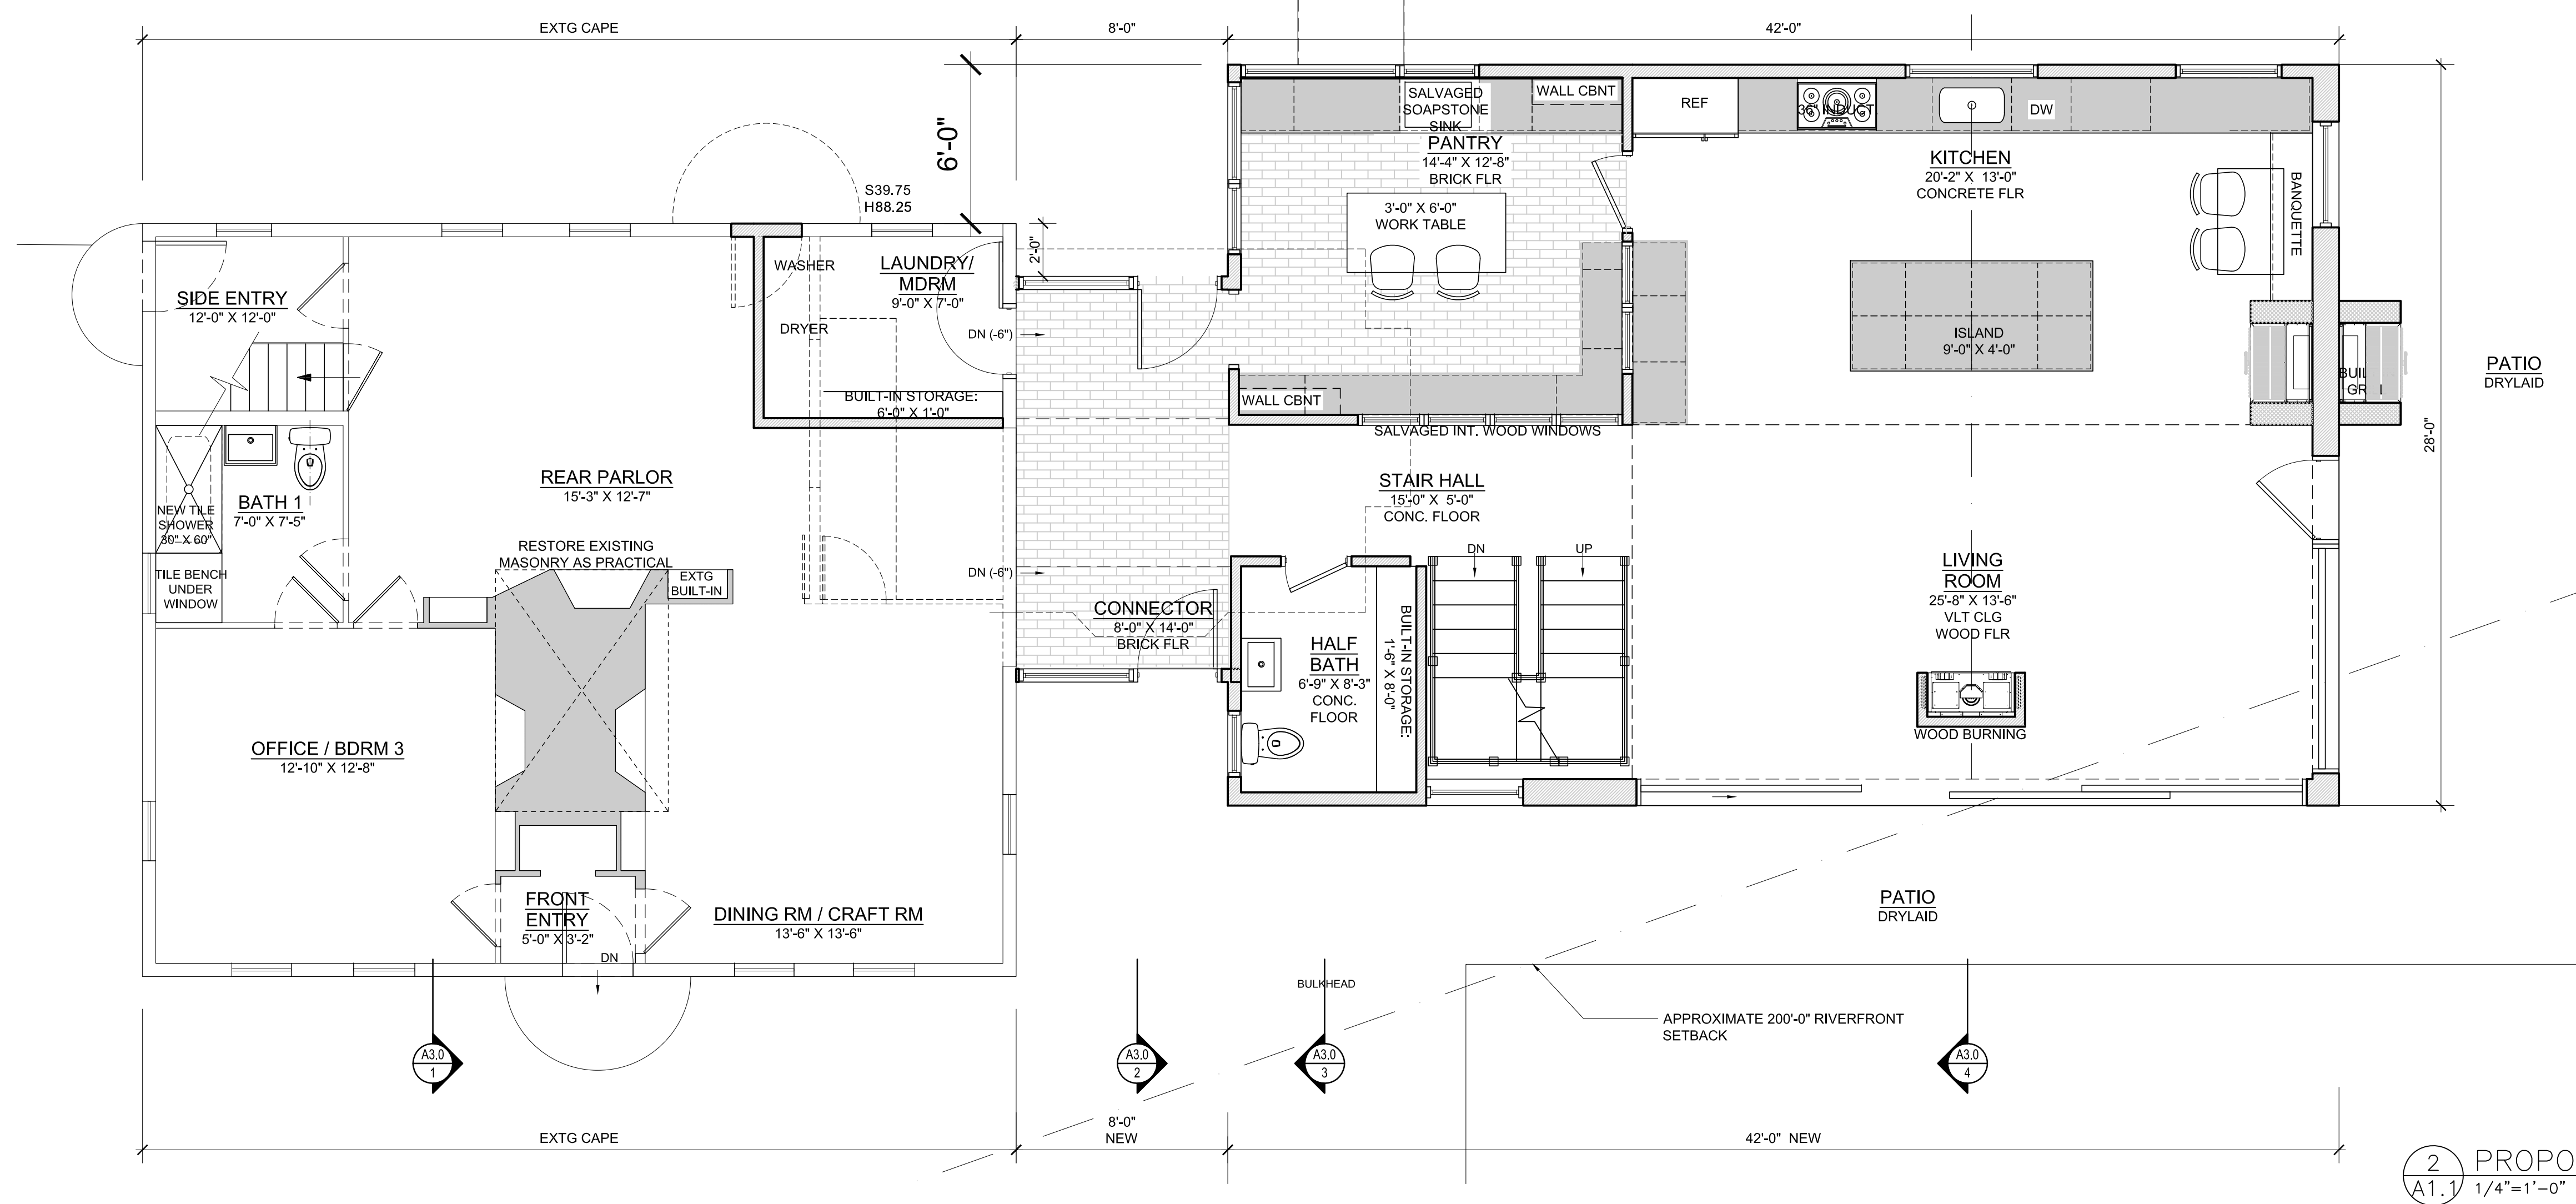 EXTG CAPE
8'-0"
42'-0"
6'-0"
S39.75
H88.25
2'-0"
SALVAGED
SOAPSTONE
SINK
WALL CBNT
REF
36" INDUCT
DW
PANTRY
14'-4" X 12'-8"
BRICK FLR
3'-0" X 6'-0"
WORK TABLE
KITCHEN
20'-2" X 13'-0"
CONCRETE FLR
BANQUETTE
ISLAND
9'-0" X 4'-0"
PATIO
DRYLAID
28'-0"
SIDE ENTRY
12'-0" X 12'-0"
WASHER
DRYER
LAUNDRY/
MDRM
9'-0" X 7'-0"
DN (-6")
BUILT-IN STORAGE:
6'-0" X 1'-0"
WALL CBNT
SALVAGED INT. WOOD WINDOWS
REAR PARLOR
15'-3" X 12'-7"
BATH 1
7'-0" X 7'-5"
NEW TILE
SHOWER
30" X 60"
TILE BENCH
UNDER
WINDOW
RESTORE EXISTING
MASONRY AS PRACTICAL
EXTG
BUILT-IN
DN (-6")
CONNECTOR
8'-0" X 14'-0"
BRICK FLR
STAIR HALL
15'-0" X 5'-0"
CONC. FLOOR
DN
UP
HALF
BATH
6'-9" X 8'-3"
CONC.
FLOOR
BUILT-IN STORAGE:
1'-6" X 8'-0"
LIVING
ROOM
25'-8" X 13'-6"
VLT CLG
WOOD FLR
WOOD BURNING
OFFICE / BDRM 3
12'-10" X 12'-8"
FRONT
ENTRY
5'-0" X 3'-2"
DN
DINING RM / CRAFT RM
13'-6" X 13'-6"
PATIO
DRYLAID
BULKHEAD
APPROXIMATE 200'-0" RIVERFRONT
SETBACK
A3.0
1
A3.0
2
A3.0
3
A3.0
4
EXTG CAPE
8'-0"
NEW
42'-0" NEW
2
A1.1
PROPO
1/4"=1'-0"